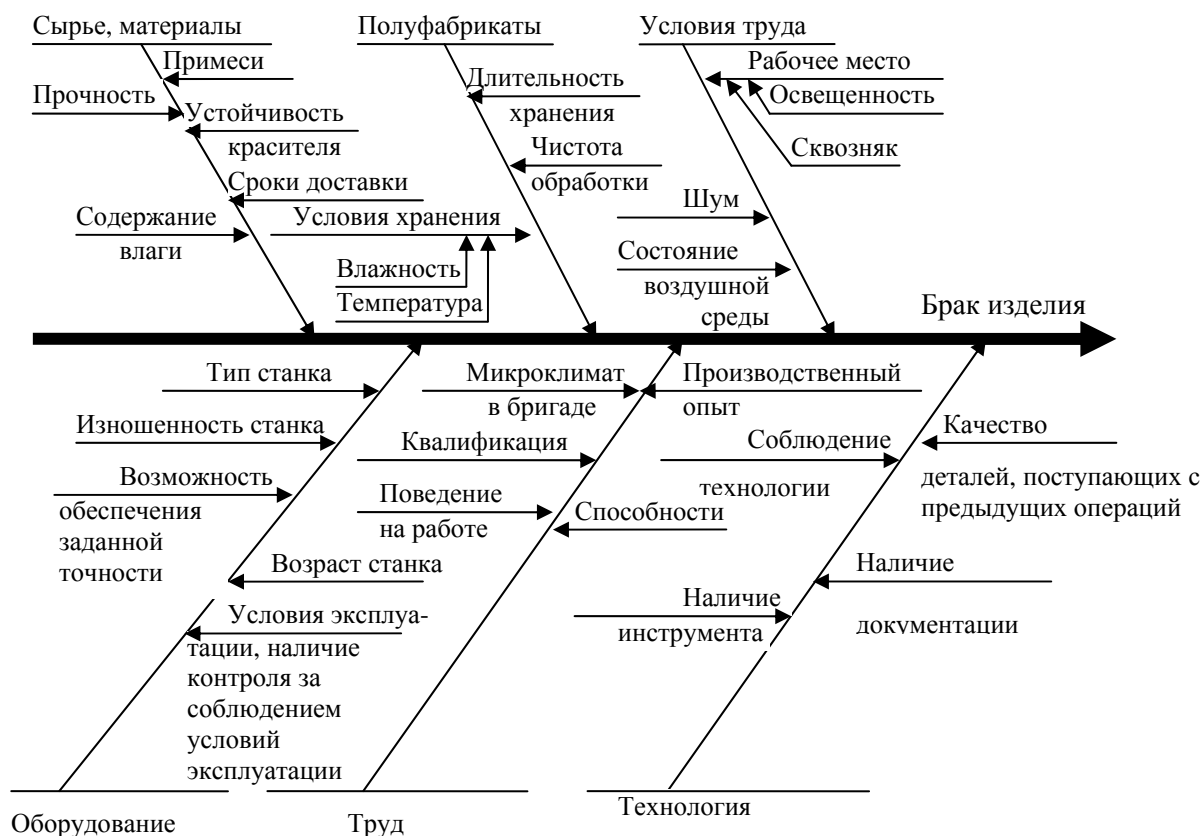 Сырье, материалы
Полуфабрикаты
Условия труда
Примеси
Прочность
Устойчивость
красителя
Сроки доставки
Содержание
влаги
Длительность
хранения
Чистота
обработки
Условия хранения
Влажность
Температура
Рабочее место
Освещенность
Сквозняк
Шум
Состояние
воздушной
среды
Брак изделия
Тип станка
Изношенность станка
Возможность
обеспечения
заданной
точности
Возраст станка
Условия эксплуа-
тации, наличие
контроля за
соблюдением
условий
эксплуатации
Микроклимат
в бригаде
Производственный
опыт
Квалификация
Поведение
на работе
Способности
Соблюдение
технологии
Качество
деталей, поступающих с
предыдущих операций
Наличие
документации
Наличие
инструмента
Оборудование
Труд
Технология